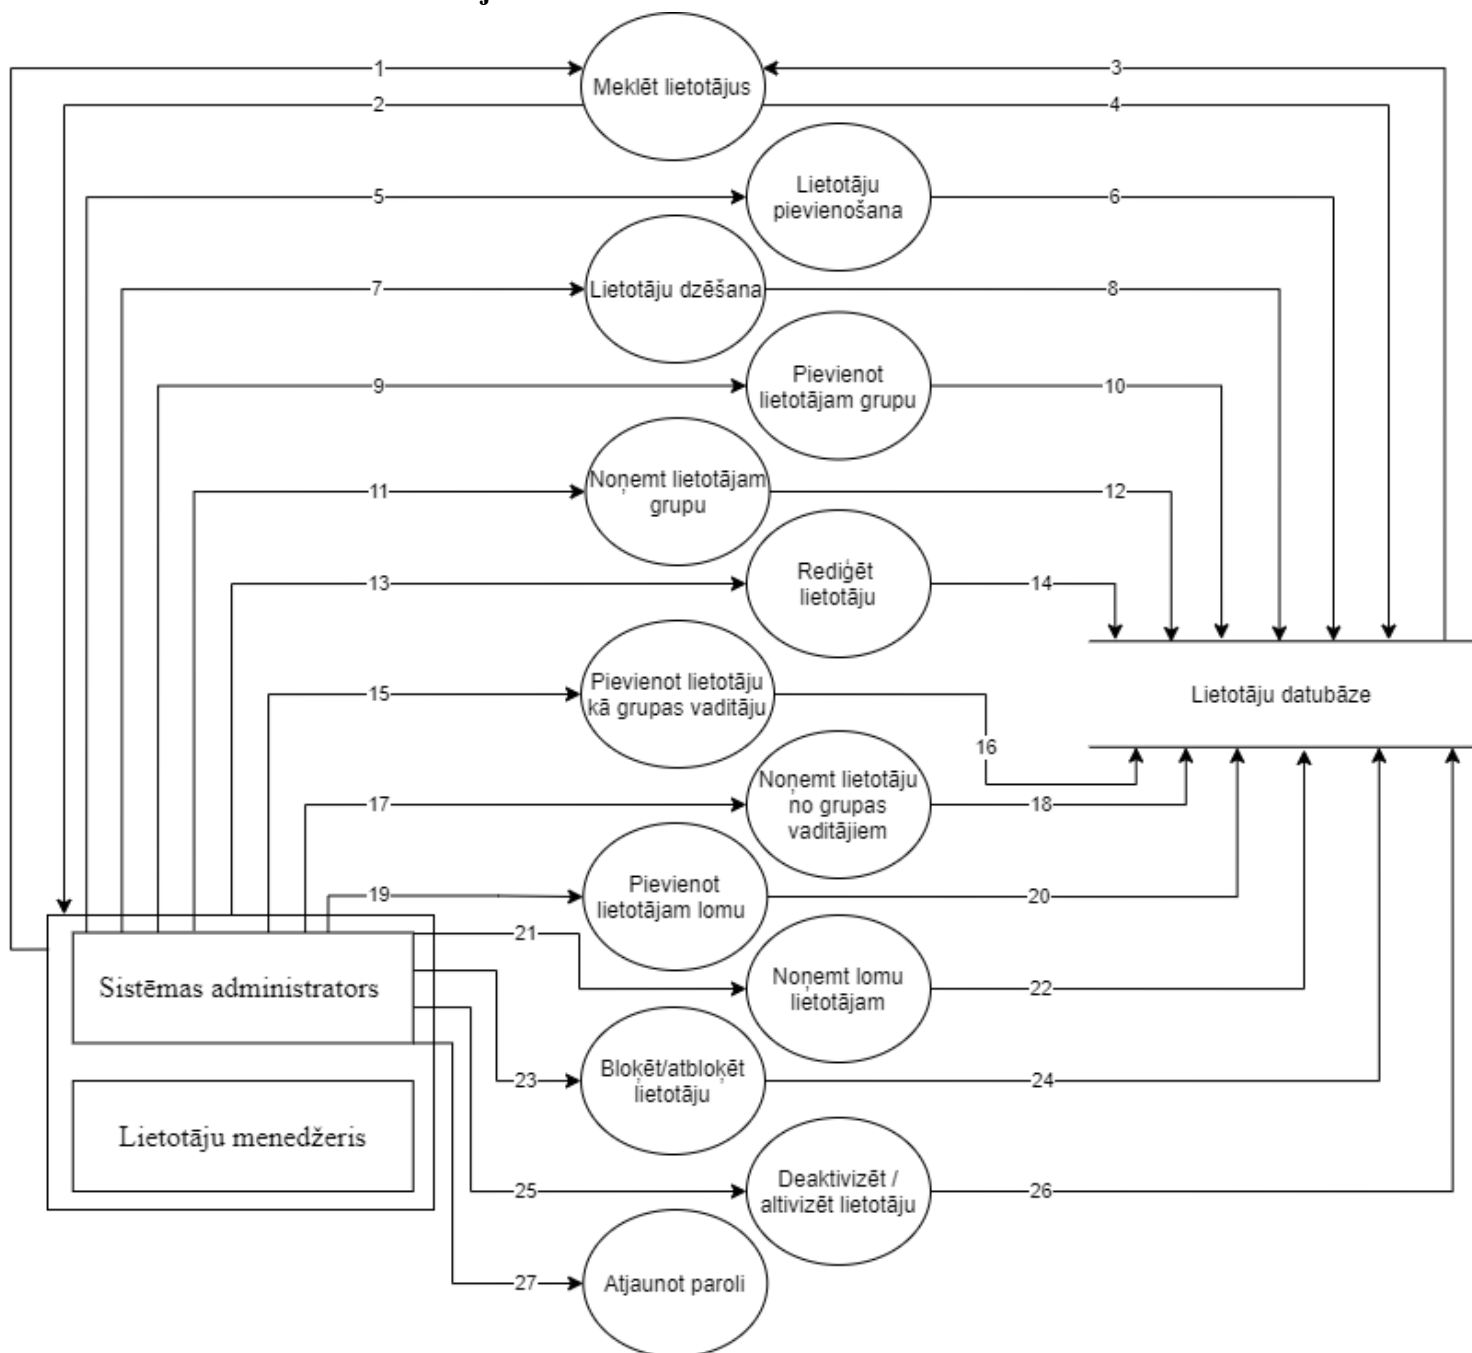 1
3
Meklēt lietotājus
2
4
Lietotāju
pievienošana
5
6
Lietotāju dzēšana
7
8
Pievienot
lietotājam grupu
9
10
Noņemt lietotājam
grupu
11
12
Rediģēt
lietotāju
13
14
Pievienot lietotāju
kā grupas vadītāju
15
16
Lietotāju datubāze
Noņemt lietotāju
no grupas
vadītājiem
17
18
Pievienot
lietotājam lomu
19
20
21
Noņemt lomu
lietotājam
22
Sistēmas administrators
Bloķēt/atbloķēt
lietotāju
23
24
Lietotāju menedžeris
Deaktivizēt /
altivizēt lietotāju
25
26
27
Atjaunot paroli